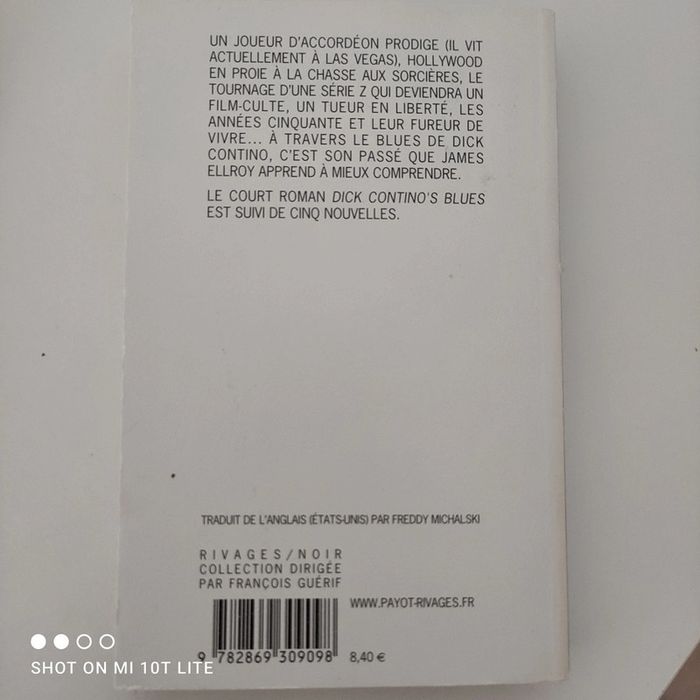 UN JOUEUR D'ACCORDÉON PRODIGE (IL VIT
ACTUELLEMENT À LAS VEGAS), HOLLYWOOD
EN PROIE À LA CHASSE AUX SORCIÈRES, LE
TOURNAGE D'UNE SÉRIE Z QUI DEVIENDRA UN
FILM-CULTE, UN TUEUR EN LIBERTÉ, LES
ANNÉES CINQUANTE ET LEUR FUREUR DE
VIVRE... À TRAVERS LE BLUES DE DICK
CONTINO, C'EST SON PASSÉ QUE JAMES
ELLROY APPREND À MIEUX COMPRENDRE.
LE COURT ROMAN DICK CONTINO'S BLUES
EST SUIVI DE CINQ NOUVELLES.
TRADUIT DE L'ANGLAIS (ÉTATS-UNIS) PAR FREDDY MICHALSKI
RIVAGES/NOIR
COLLECTION DIRIGÉE
PAR FRANÇOIS GUÉRIF
WWW.PAYOT-RIVAGES.FR
9 782869 309098
8,40 €
SHOT ON MI 10T LITE